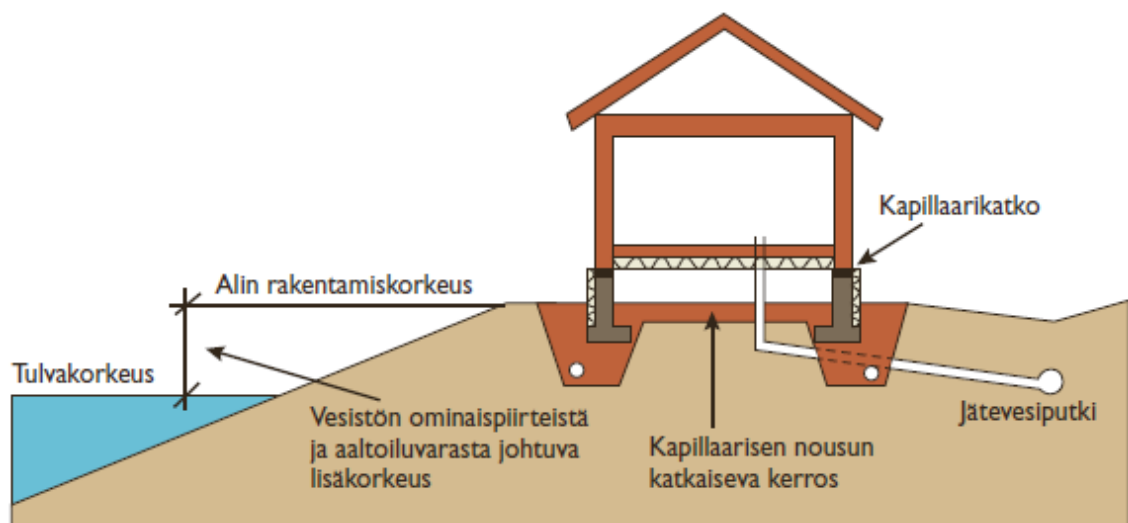 Kapillaarikatko
Alin rakentamiskorkeus
Tulvakorkeus
Vesistön ominaispiirteistä
ja aaltoiluvarasta johtuva
lisäkorkeus
Kapillaarisen nousun
katkaiseva kerros
Jätevesiputki